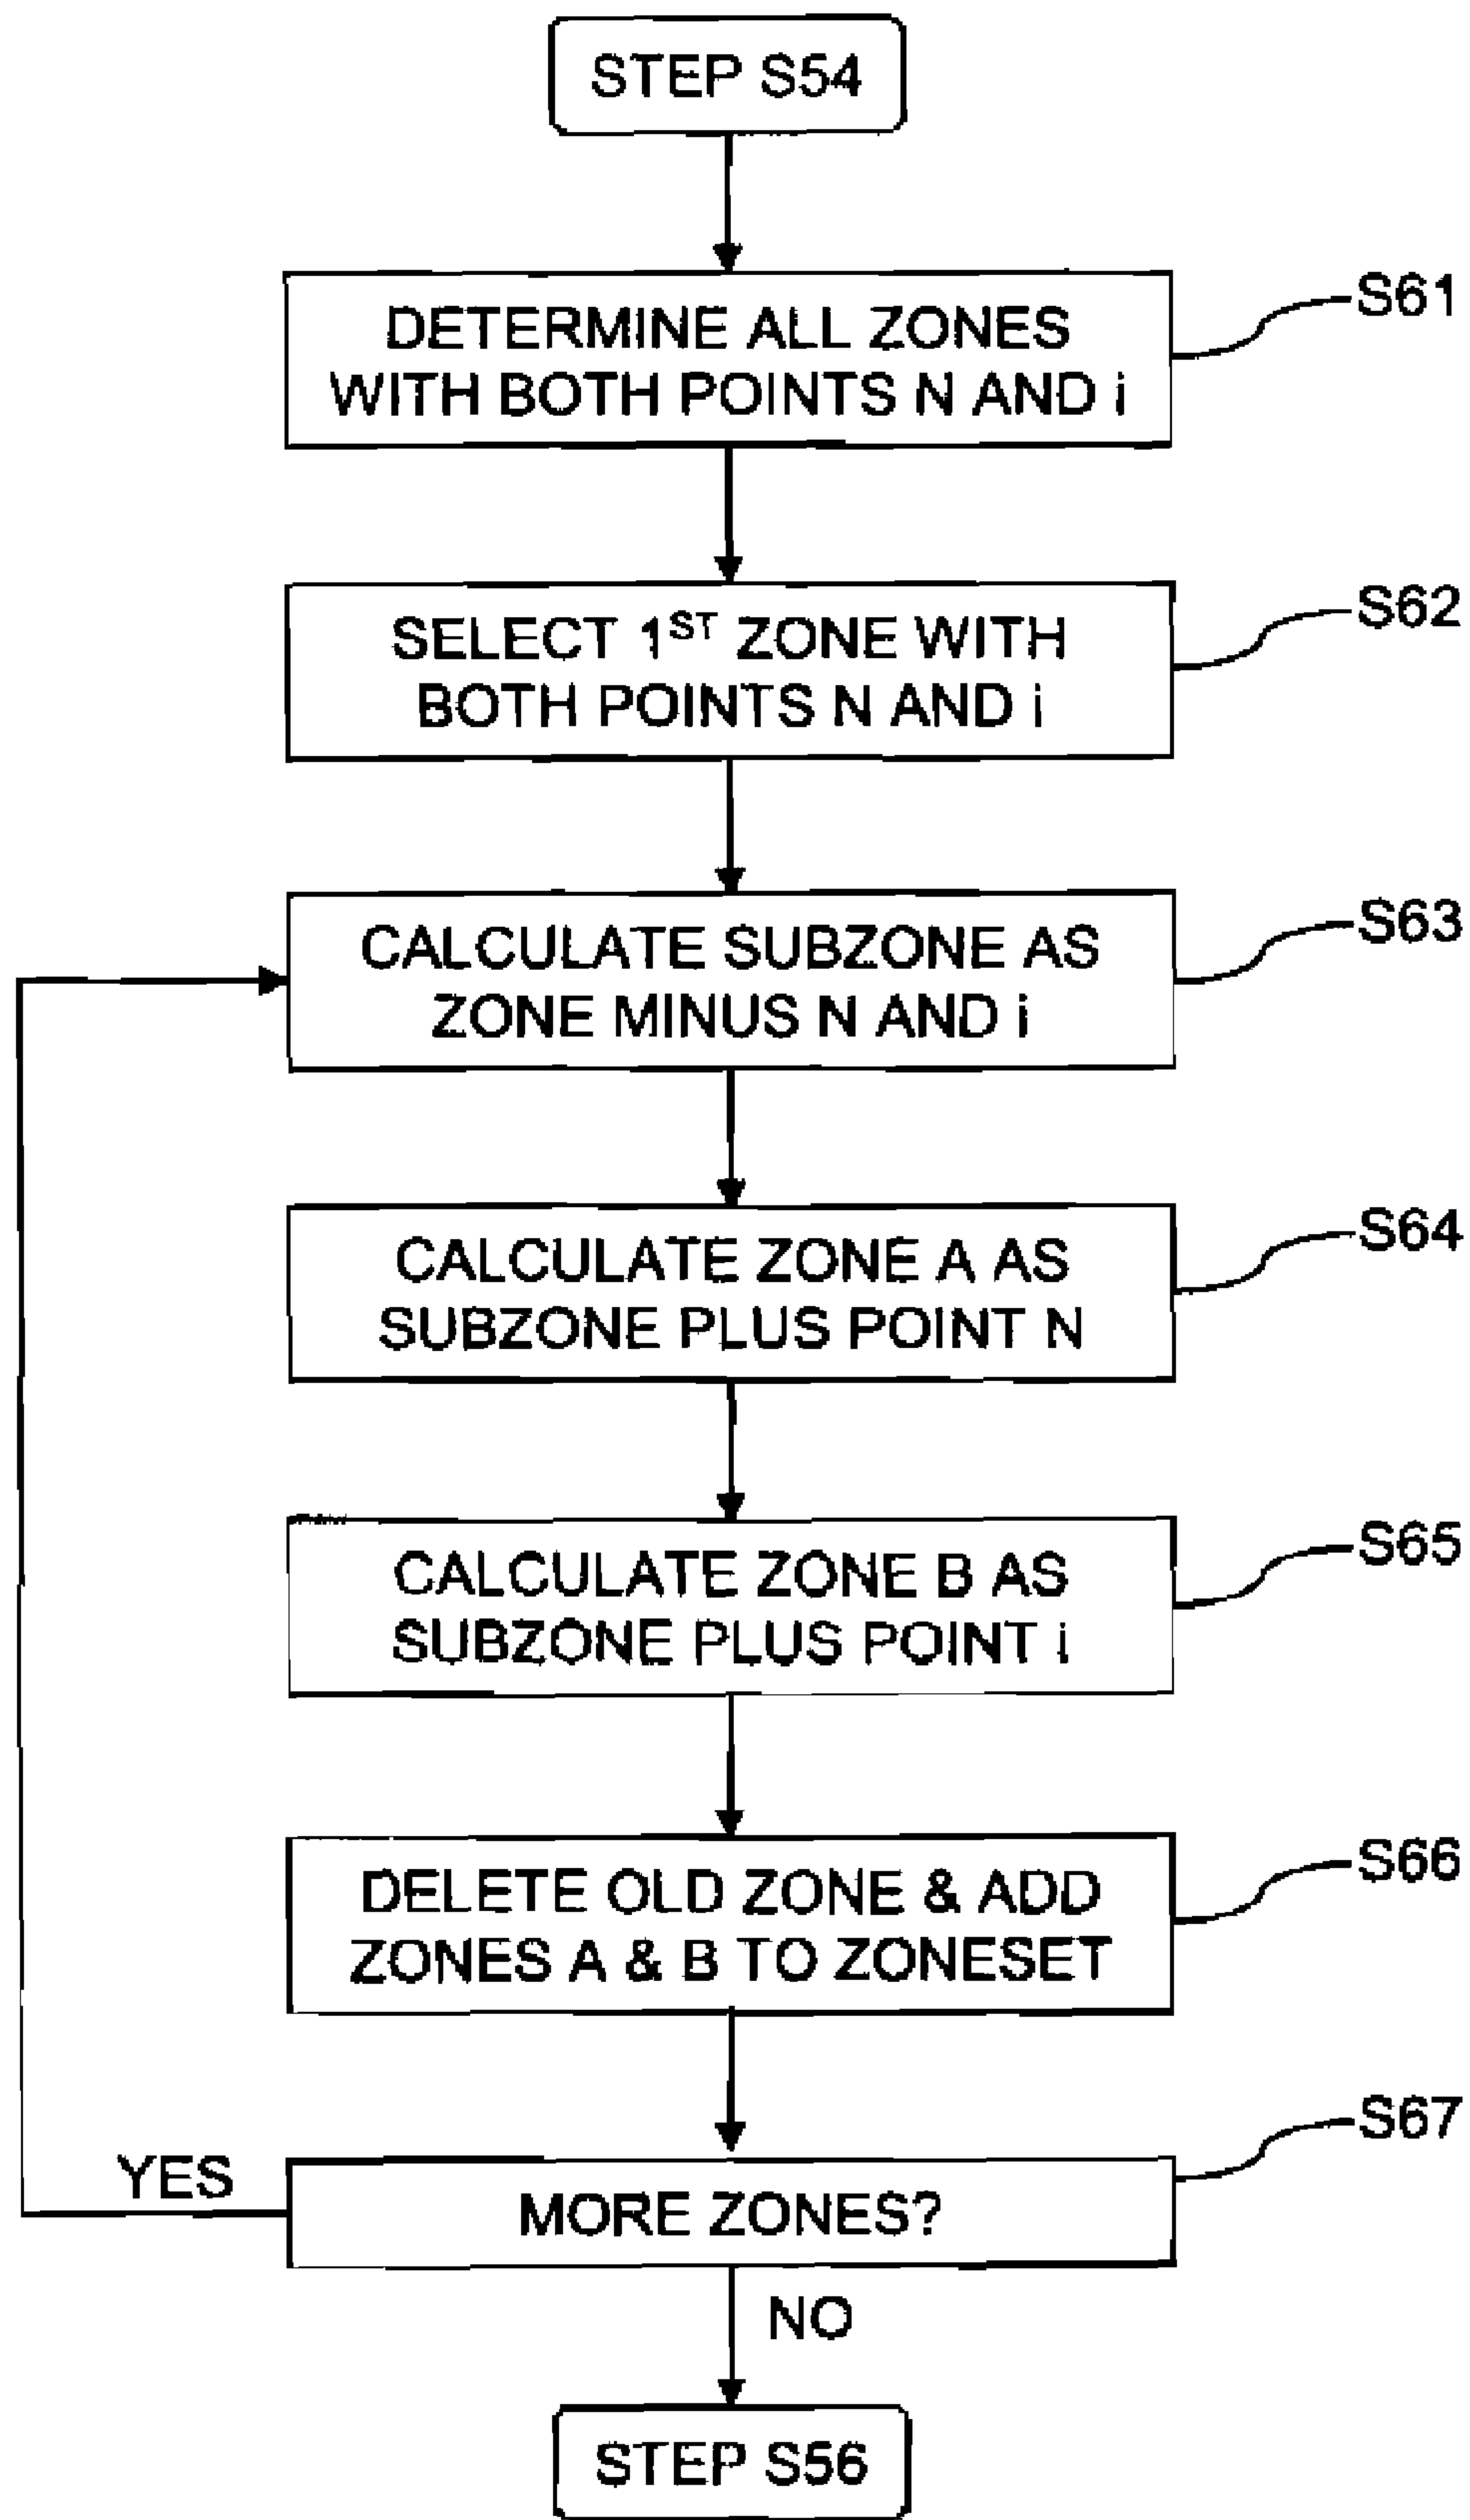 STEP S54
DETERMINE ALL ZONES
WITH BOTH POINTS N AND i
S61
SELECT 1ST ZONE WITH
BOTH POINTS N AND i
S62
CALCULATE SUBZONE AS
ZONE MINUS N AND i
S63
CALCULATE ZONE A AS
SUBZONE PLUS POINT N
S64
CALCULATE ZONE B AS
SUBZONE PLUS POINT i
S65
DELETE OLD ZONE & ADD
ZONES A & B TO ZONESET
S66
MORE ZONES?
S67
YES
NO
STEP S56